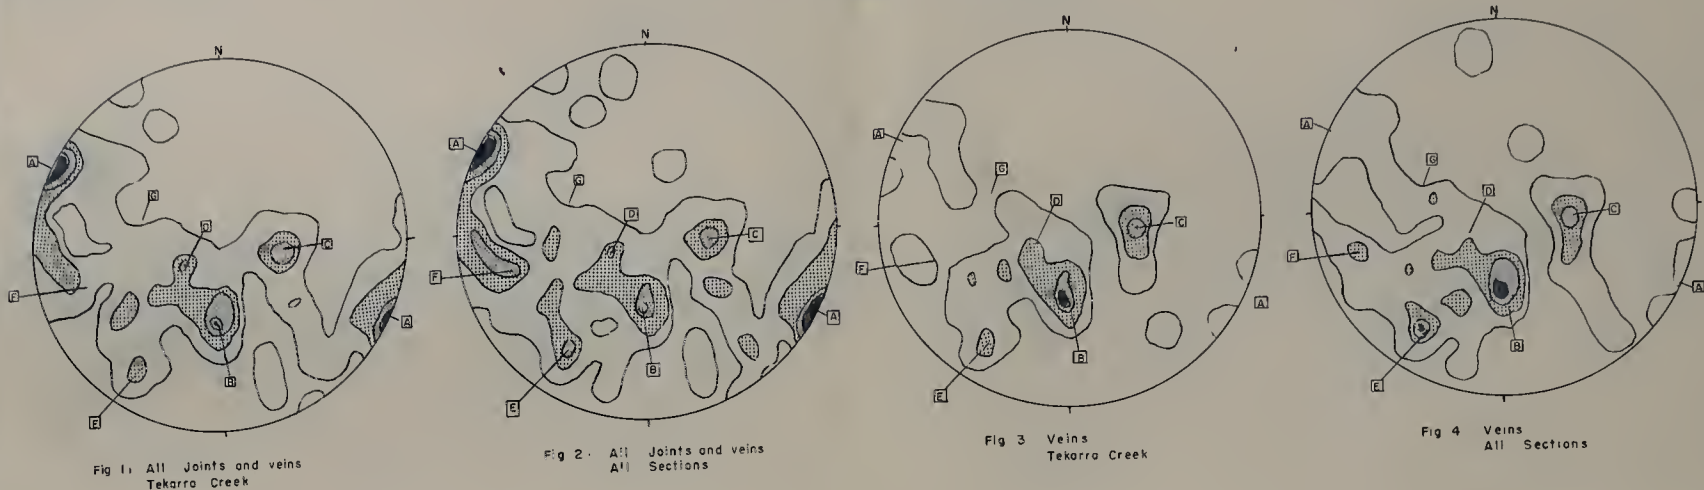 N
A
G
D
C
F
A
B
E
Fig 1. All Joints and veins
Tekarra Creek
N
A
G
D
C
F
A
B
E
Fig 2. All Joints and veins
All Sections
N
A
G
D
C
F
A
B
E
Fig 3 Veins
Tekarra Creek
N
A
G
D
C
F
A
B
E
Fig 4 Veins
All Sections